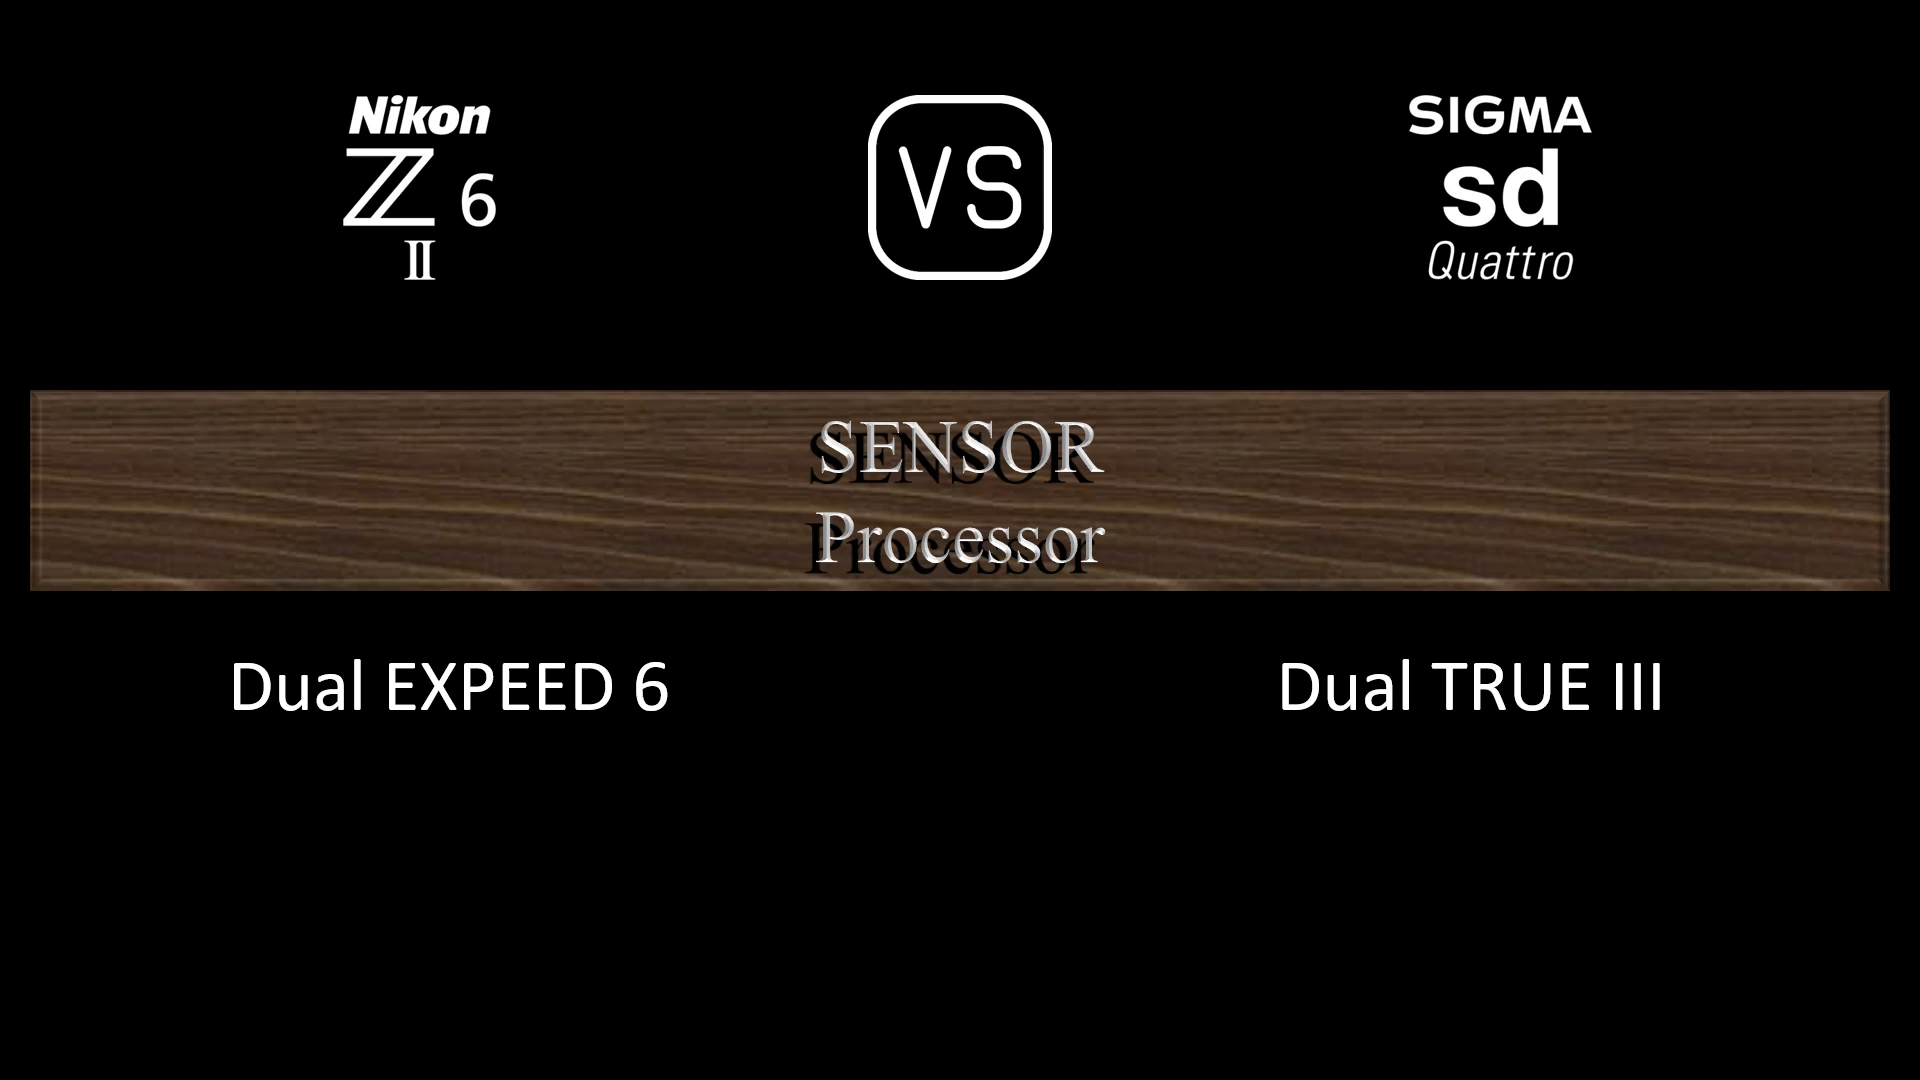 Nikon
Z 6
II
VS
SIGMA
sd
Quattro
SENSOR
Processor
Dual EXPEED 6
Dual TRUE III